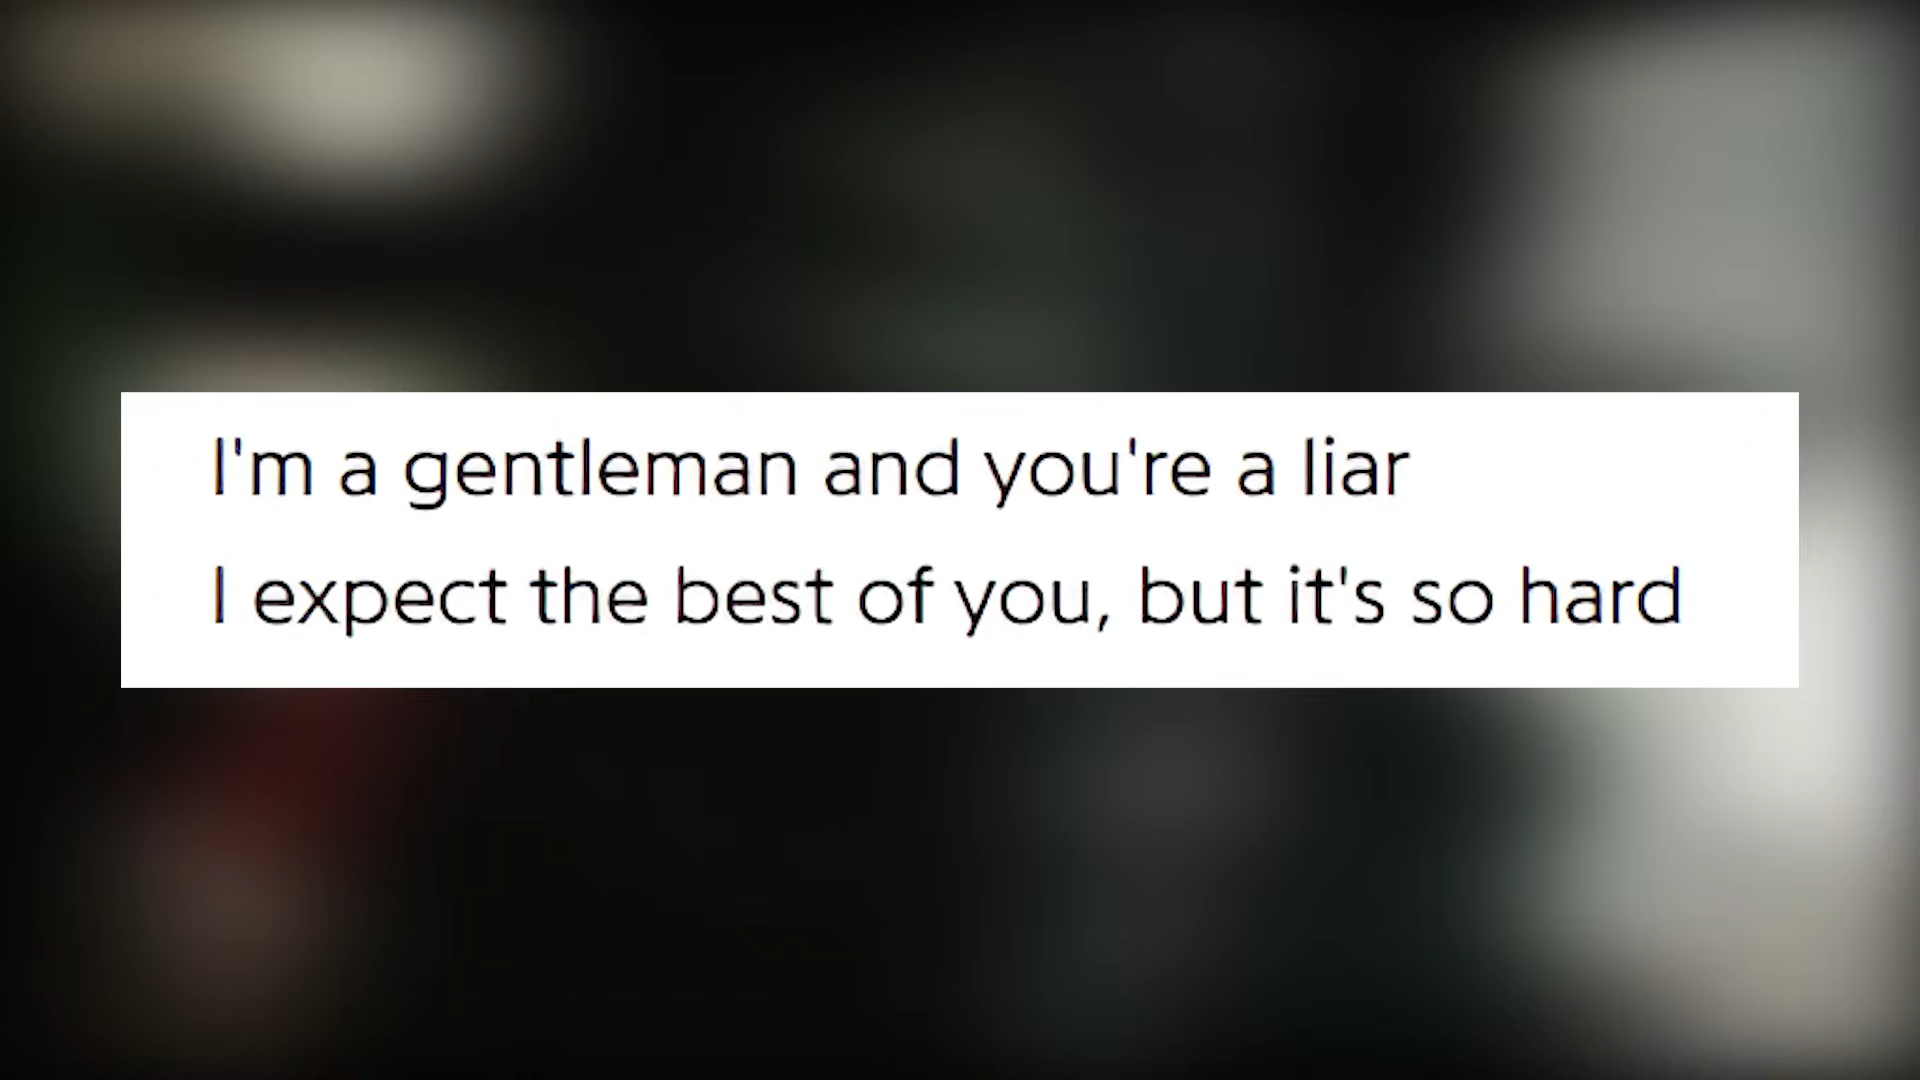 I'm a gentleman and you're a liar
I expect the best of you, but it's so hard